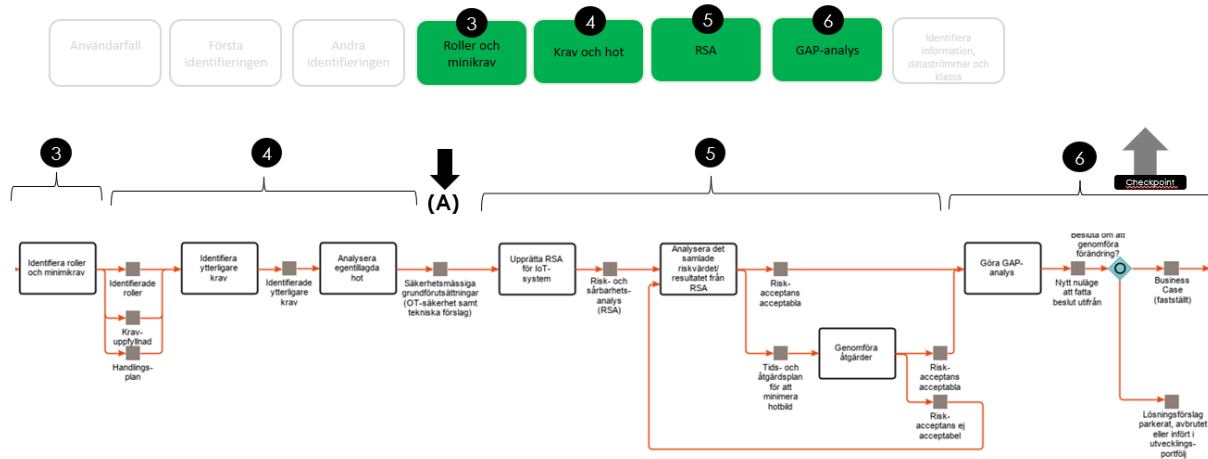 3
4
5
6
Användarfall
Första
identifieringen
Andra
identifieringen
Roller och
minikrav
Krav och hot
RSA
GAP-analys
Identifiera
information,
dataströmmar och
klassa
3
4
(A)
5
6
Checkpoint
Identifiera roller
och minimikrav
Identifierade
roller
Krav-
uppfyllnad
Handlings-
plan
Identifiera
ytterligare
krav
Identifierade
ytterligare krav
Analysera
egentillagda
hot
Säkerhetsmässiga
grundförutsättningar
(OT-säkerhet samt
tekniska förslag)
Upprätta RSA
för IoT-
system
Risk- och
sårbarhets-
analys
(RSA)
Analysera det
samlade
riskvärdet/
resultatet från
RSA
Risk-
acceptans
acceptabla
Tids- och
åtgärdsplan
för att
minimera
hotbild
Genomföra
åtgärder
Risk-
acceptans
acceptabla
Risk-
acceptans ej
acceptabel
Göra GAP-
analys
Nytt nuläge
att fatta
beslut utifrån
Besluta om att
genomföra
förändring?
Business
Case
(fastställt)
Lösningsförslag
parkerat, avbrutet
eller infört i
utvecklings-
portfölj